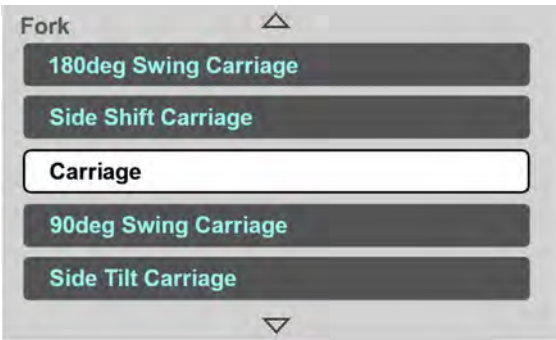 Fork
180deg Swing Carriage
Side Shift Carriage
Carriage
90deg Swing Carriage
Side Tilt Carriage